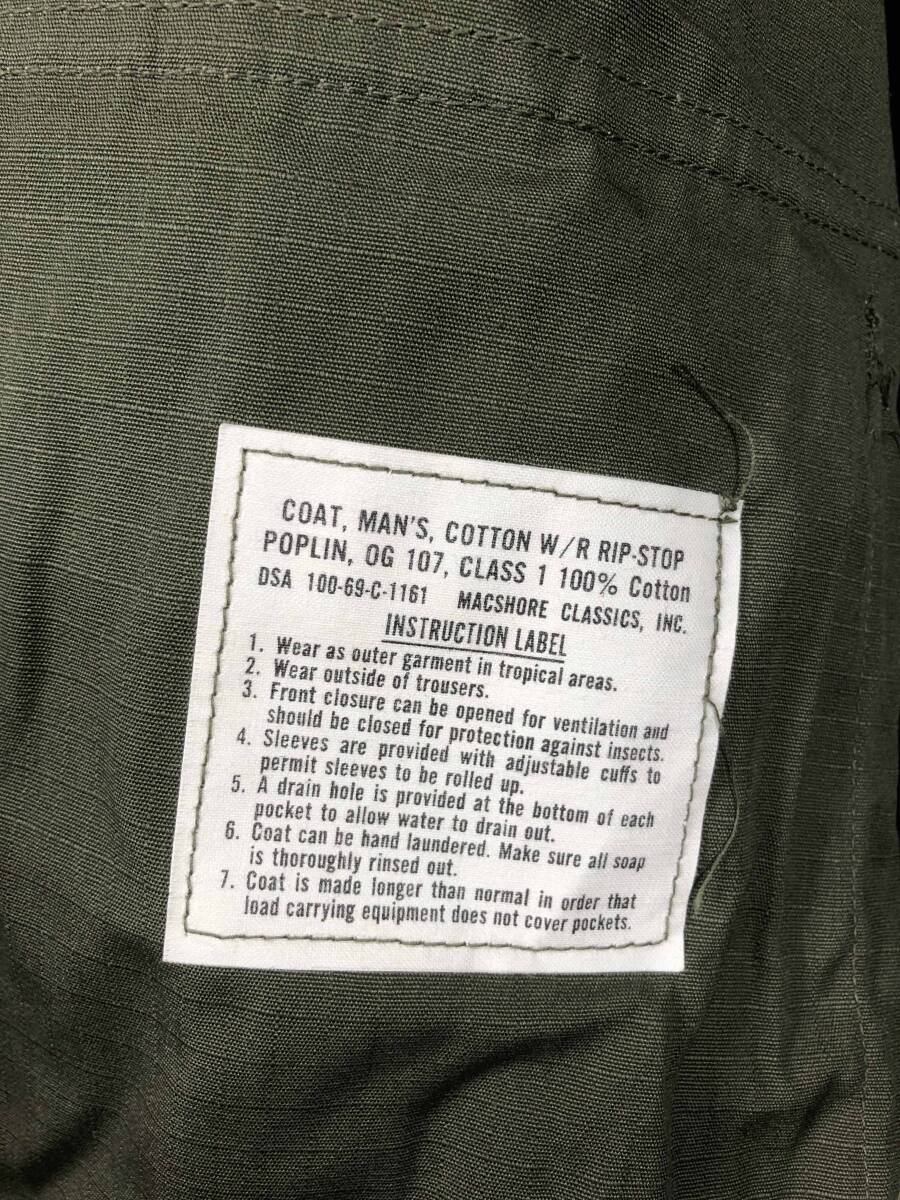 COAT, MAN'S, COTTON W/R RIP-STOP
POPLIN, OG 107, CLASS 1 100% Cotton
DSA 100-69-C-1161 MACSHORE CLASSICS, INC.
INSTRUCTION LABEL
1. Wear as outer garment in tropical areas.
2. Wear outside of trousers.
3. Front closure can be opened for ventilation and
should be closed for protection against insects.
4. Sleeves are provided with adjustable cuffs to
permit sleeves to be rolled up.
5. A drain hole is provided at the bottom of each
pocket to allow water to drain out.
6. Coat can be hand laundered. Make sure all soap
is thoroughly rinsed out.
7. Coat is made longer than normal in order that
load carrying equipment does not cover pockets.